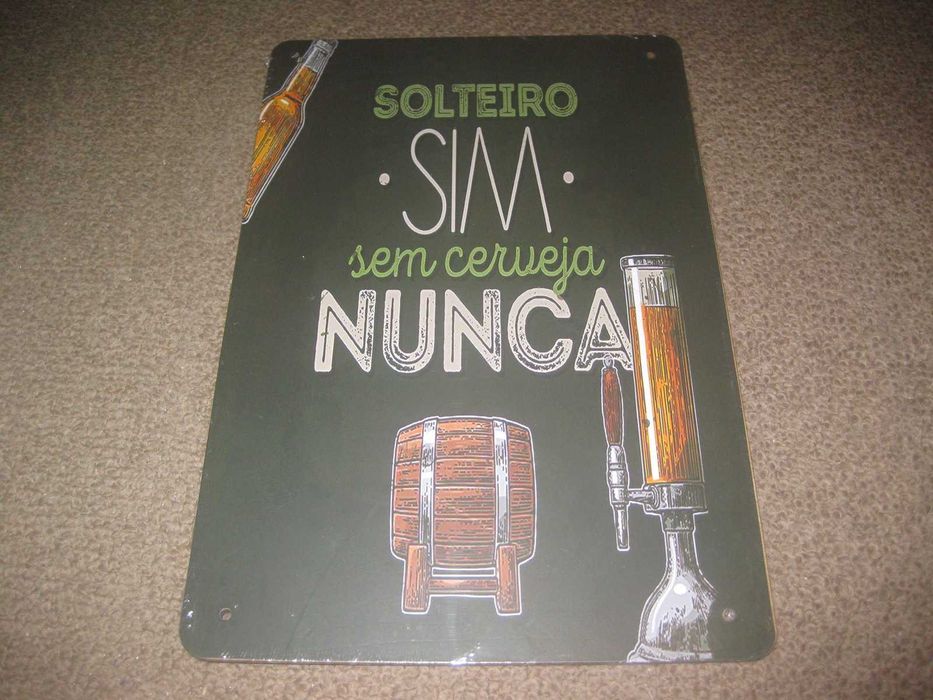 SOLTEIRO
· SIM ·
sem cerveja
NUNCA